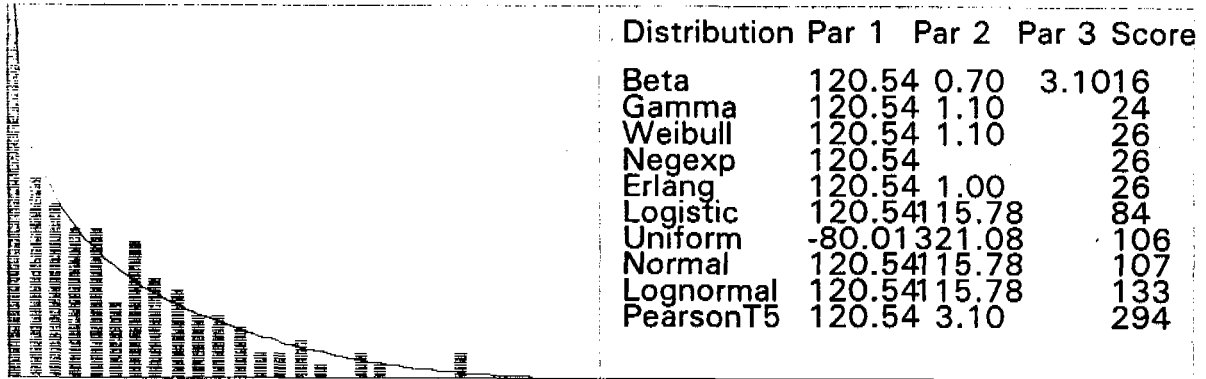 Distribution Par 1 Par 2 Par 3 Score
Beta 120.54 0.70 3.1016
Gamma 120.54 1.10 24
Weibull 120.54 1.10 26
Negexp 120.54 26
Erlang 120.54 1.00 26
Logistic 120.54115.78 84
Uniform -80.01321.08 106
Normal 120.54115.78 107
Lognormal 120.54115.78 133
PearsonT5 120.54 3.10 294